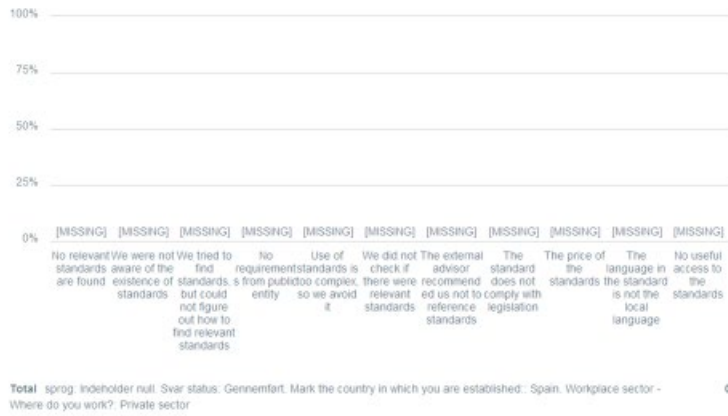 100%
75%
50%
25%
0%
[MISSING] [MISSING] [MISSING] [MISSING] [MISSING] [MISSING] [MISSING] [MISSING] [MISSING] [MISSING] [MISSING]
No relevant
standards
are found
We were not
aware of the
existence of
standards
We tried to
find
standards,
but could
not figure
out how to
find relevant
standards
No
requirements
s from public
entity
Use of
standards is
too complex,
so we avoid
it
We did not
check if
there were
relevant
standards
The external
advisor
recommend
ed us not to
reference
standards
The
standard
does not
comply with
legislation
The price of
the
standards
The
language in
the standard
is not the
local
language
No useful
access to
the
standards
Total sprog: indeholder null. Svar status: Gennemført. Mark the country in which you are established:: Spain. Workplace sector -
Where do you work?: Private sector